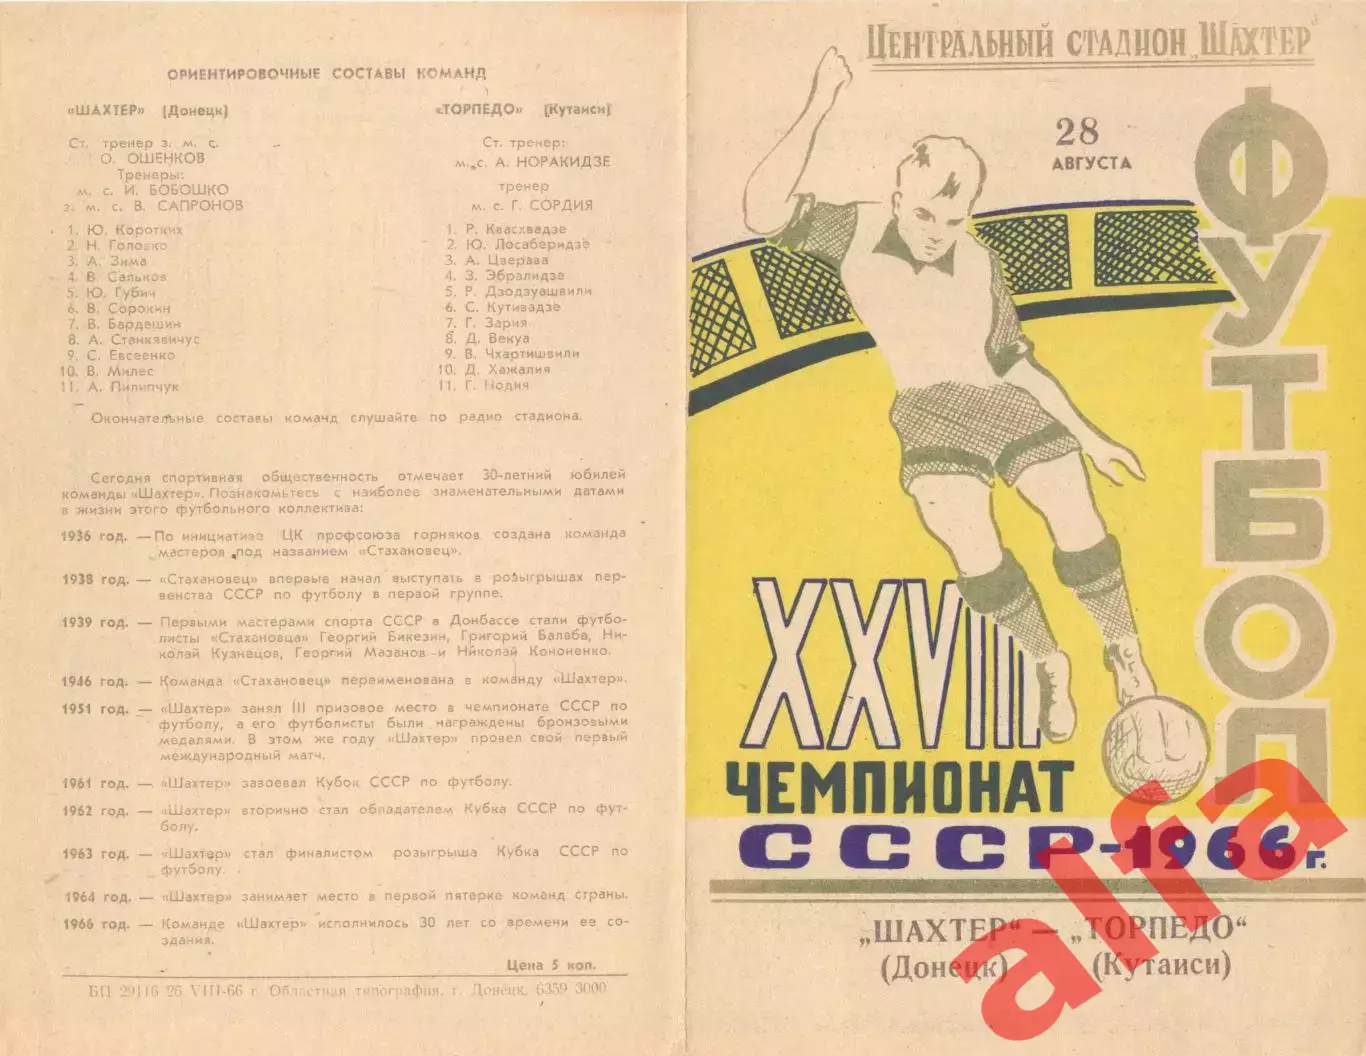 ОРИЕНТИРОВОЧНЫЕ СОСТАВЫ КОМАНД
«ШАХТЕР» (Донецк)
Ст. тренер з. м. с.
О. ОШЕНКОВ
Тренеры:
м. с. И. БОБОШКО
з. м. с. В. САПРОНОВ
1. Ю. Коротких
2. Н. Головко
3. А. Зима
4. В. Сальков
5. Ю. Губич
6. В. Сорокин
7. В. Бардешин
8. А. Станкявичус
9. С. Евсеенко
10. В. Милес
11. А. Пилипчук
«ТОРПЕДО» (Кутаиси)
Ст. тренер:
м. с. А. НОРАКИДЗЕ
тренер
м. с. Г. СОРДИЯ
1. Р. Квасхвадзе
2. Ю. Лосаберидзе
3. А. Цверава
4. З. Эбралидзе
5. Р. Дзодзуашвили
6. С. Кутивадзе
7. Г. Зария
8. Д. Векуа
9. В. Чхартишвили
10. Д. Хажалия
11. Г. Нодия
Окончательные составы команд слушайте по радио стадиона.
Сегодня спортивная общественность отмечает 30-летний юбилей
команды «Шахтер». Познакомьтесь с наиболее знаменательными датами
в жизни этого футбольного коллектива:
1936 год. — По инициативе ЦК профсоюза горняков создана команда
мастеров под названием «Стахановец».
1938 год. — «Стахановец» впервые начал выступать в розыгрышах пер-
венства СССР по футболу в первой группе.
1939 год. — Первыми мастерами спорта СССР в Донбассе стали футбо-
листы «Стахановца» Георгий Бикезин, Григорий Балаба, Ни-
колай Кузнецов, Георгий Мазанов и Николай Кононенко.
1946 год. — Команда «Стахановец» переименована в команду «Шахтер».
1951 год. — «Шахтер» занял III призовое место в чемпионате СССР по
футболу, а его футболисты были награждены бронзовыми
медалями. В этом же году «Шахтер» провел свой первый
международный матч.
1961 год. — «Шахтер» завоевал Кубок СССР по футболу.
1962 год. — «Шахтер» вторично стал обладателем Кубка СССР по фут-
болу.
1963 год. — «Шахтер» стал финалистом розыгрыша Кубка СССР по
футболу.
1964 год. — «Шахтер» занимает место в первой пятерке команд страны.
1966 год. — Команде «Шахтер» исполнилось 30 лет со времени ее со-
здания.
Цена 5 коп.
БП 29116 26 VIII-66 г. Областная типография, г. Донецк, 6359 3000
ЦЕНТРАЛЬНЫЙ СТАДИОН „ШАХТЕР"
28
АВГУСТА
ФУТБОЛ
XXVIII
ЧЕМПИОНАТ
СССР-1966 г.
„ШАХТЕР“ — „ТОРПЕДО“
(Донецк) (Кутаиси)
alfa